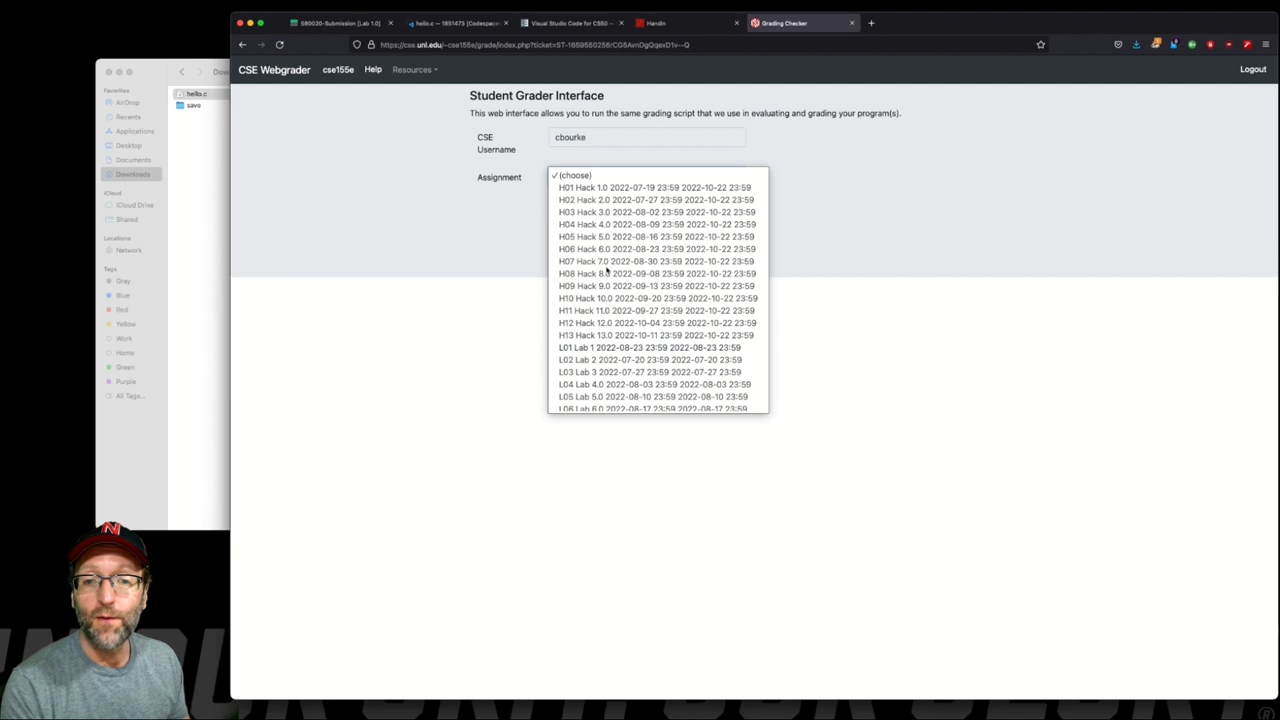 580020-Submission [Lab 1.0]
hello.c — 1851473 [Codespace
Visual Studio Code for CS50 —
Handin
Grading Checker
CSE Webgrader
cse155e
Help
Resources
Logout
Student Grader Interface
This web interface allows you to run the same grading script that we use in evaluating and grading your program(s).
CSE Username
cbourke
Assignment
(choose)
H01 Hack 1.0 2022-07-19 23:59 2022-10-22 23:59
H02 Hack 2.0 2022-07-27 23:59 2022-10-22 23:59
H03 Hack 3.0 2022-08-02 23:59 2022-10-22 23:59
H04 Hack 4.0 2022-08-09 23:59 2022-10-22 23:59
H05 Hack 5.0 2022-08-16 23:59 2022-10-22 23:59
H06 Hack 6.0 2022-08-23 23:59 2022-10-22 23:59
H07 Hack 7.0 2022-08-30 23:59 2022-10-22 23:59
H08 Hack 8.0 2022-09-08 23:59 2022-10-22 23:59
H09 Hack 9.0 2022-09-13 23:59 2022-10-22 23:59
H10 Hack 10.0 2022-09-20 23:59 2022-10-22 23:59
H11 Hack 11.0 2022-09-27 23:59 2022-10-22 23:59
H12 Hack 12.0 2022-10-04 23:59 2022-10-22 23:59
H13 Hack 13.0 2022-10-11 23:59 2022-10-22 23:59
L01 Lab 1 2022-08-23 23:59 2022-08-23 23:59
L02 Lab 2 2022-07-20 23:59 2022-07-20 23:59
L03 Lab 3 2022-07-27 23:59 2022-07-27 23:59
L04 Lab 4.0 2022-08-03 23:59 2022-08-03 23:59
L05 Lab 5.0 2022-08-10 23:59 2022-08-10 23:59
L06 Lab 6.0 2022-08-17 23:59 2022-08-17 23:59
Favorites
AirDrop
Recents
Applications
Desktop
Documents
Downloads
iCloud
iCloud Drive
Shared
Locations
Network
Tags
Gray
Blue
Red
Yellow
Work
Home
Green
Purple
All Tags...
Dow
hello.c
save
N